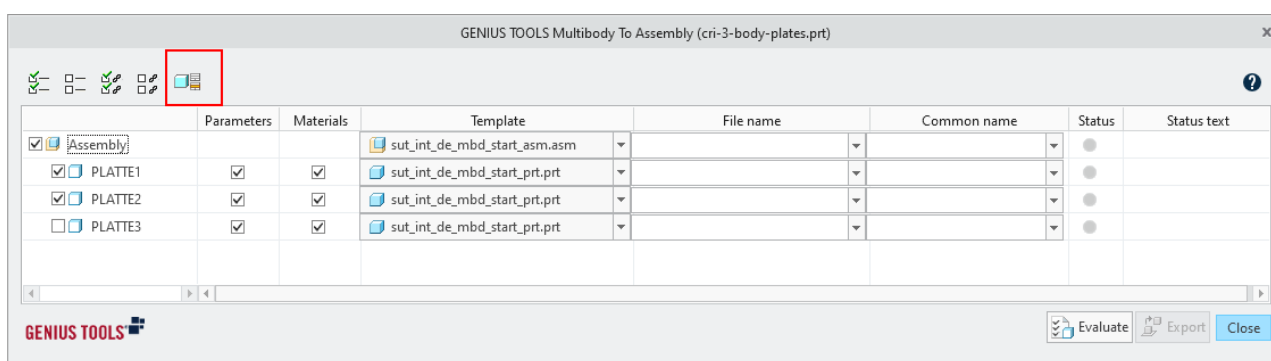 GENIUS TOOLS Multibody To Assembly (cri-3-body-plates.prt) x
Parameters Materials Template File name Common name Status Status text
Assembly sut_int_de_mbd_start_asm.asm
PLATTE1 sut_int_de_mbd_start_prt.prt
PLATTE2 sut_int_de_mbd_start_prt.prt
PLATTE3 sut_int_de_mbd_start_prt.prt
GENIUS TOOLS Evaluate Export Close